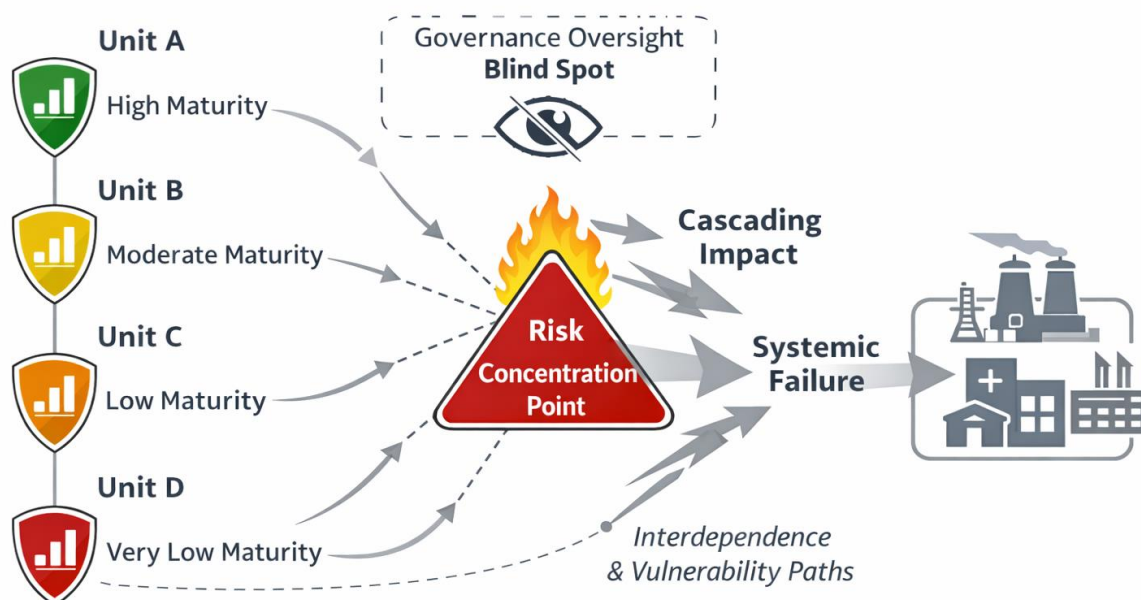 Unit A
High Maturity
Unit B
Moderate Maturity
Unit C
Low Maturity
Unit D
Very Low Maturity
Governance Oversight
Blind Spot
Risk
Concentration
Point
Cascading
Impact
Systemic
Failure
Interdependence
& Vulnerability Paths